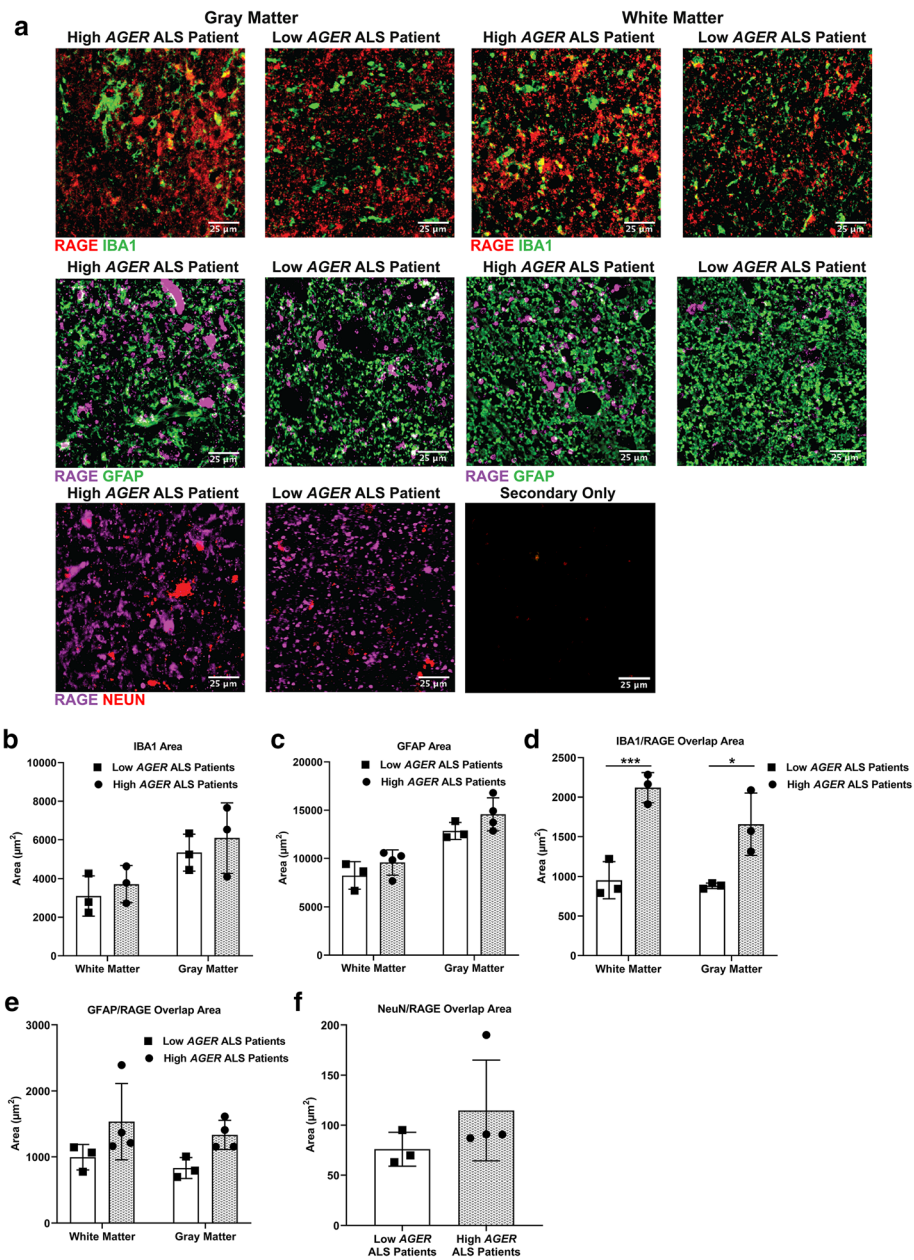 a
Gray Matter
White Matter
High AGER ALS Patient
Low AGER ALS Patient
High AGER ALS Patient
Low AGER ALS Patient
25 µm
25 µm
25 µm
25 µm
RAGE IBA1
RAGE IBA1
High AGER ALS Patient
Low AGER ALS Patient
High AGER ALS Patient
Low AGER ALS Patient
25 µm
25 µm
25 µm
25 µm
RAGE GFAP
RAGE GFAP
High AGER ALS Patient
Low AGER ALS Patient
Secondary Only
25 µm
25 µm
25 µm
RAGE NEUN
b
IBA1 Area
Low AGER ALS Patients
High AGER ALS Patients
Area (µm²)
10000
8000
6000
4000
2000
0
White Matter
Gray Matter
c
GFAP Area
Low AGER ALS Patients
High AGER ALS Patients
Area (µm²)
20000
15000
10000
5000
0
White Matter
Gray Matter
d
IBA1/RAGE Overlap Area
Low AGER ALS Patients
High AGER ALS Patients
***
*
Area (µm²)
2500
2000
1500
1000
500
0
White Matter
Gray Matter
e
GFAP/RAGE Overlap Area
Low AGER ALS Patients
High AGER ALS Patients
Area (µm²)
3000
2000
1000
0
White Matter
Gray Matter
f
NeuN/RAGE Overlap Area
Area (µm²)
200
150
100
50
0
Low AGER
ALS Patients
High AGER
ALS Patients